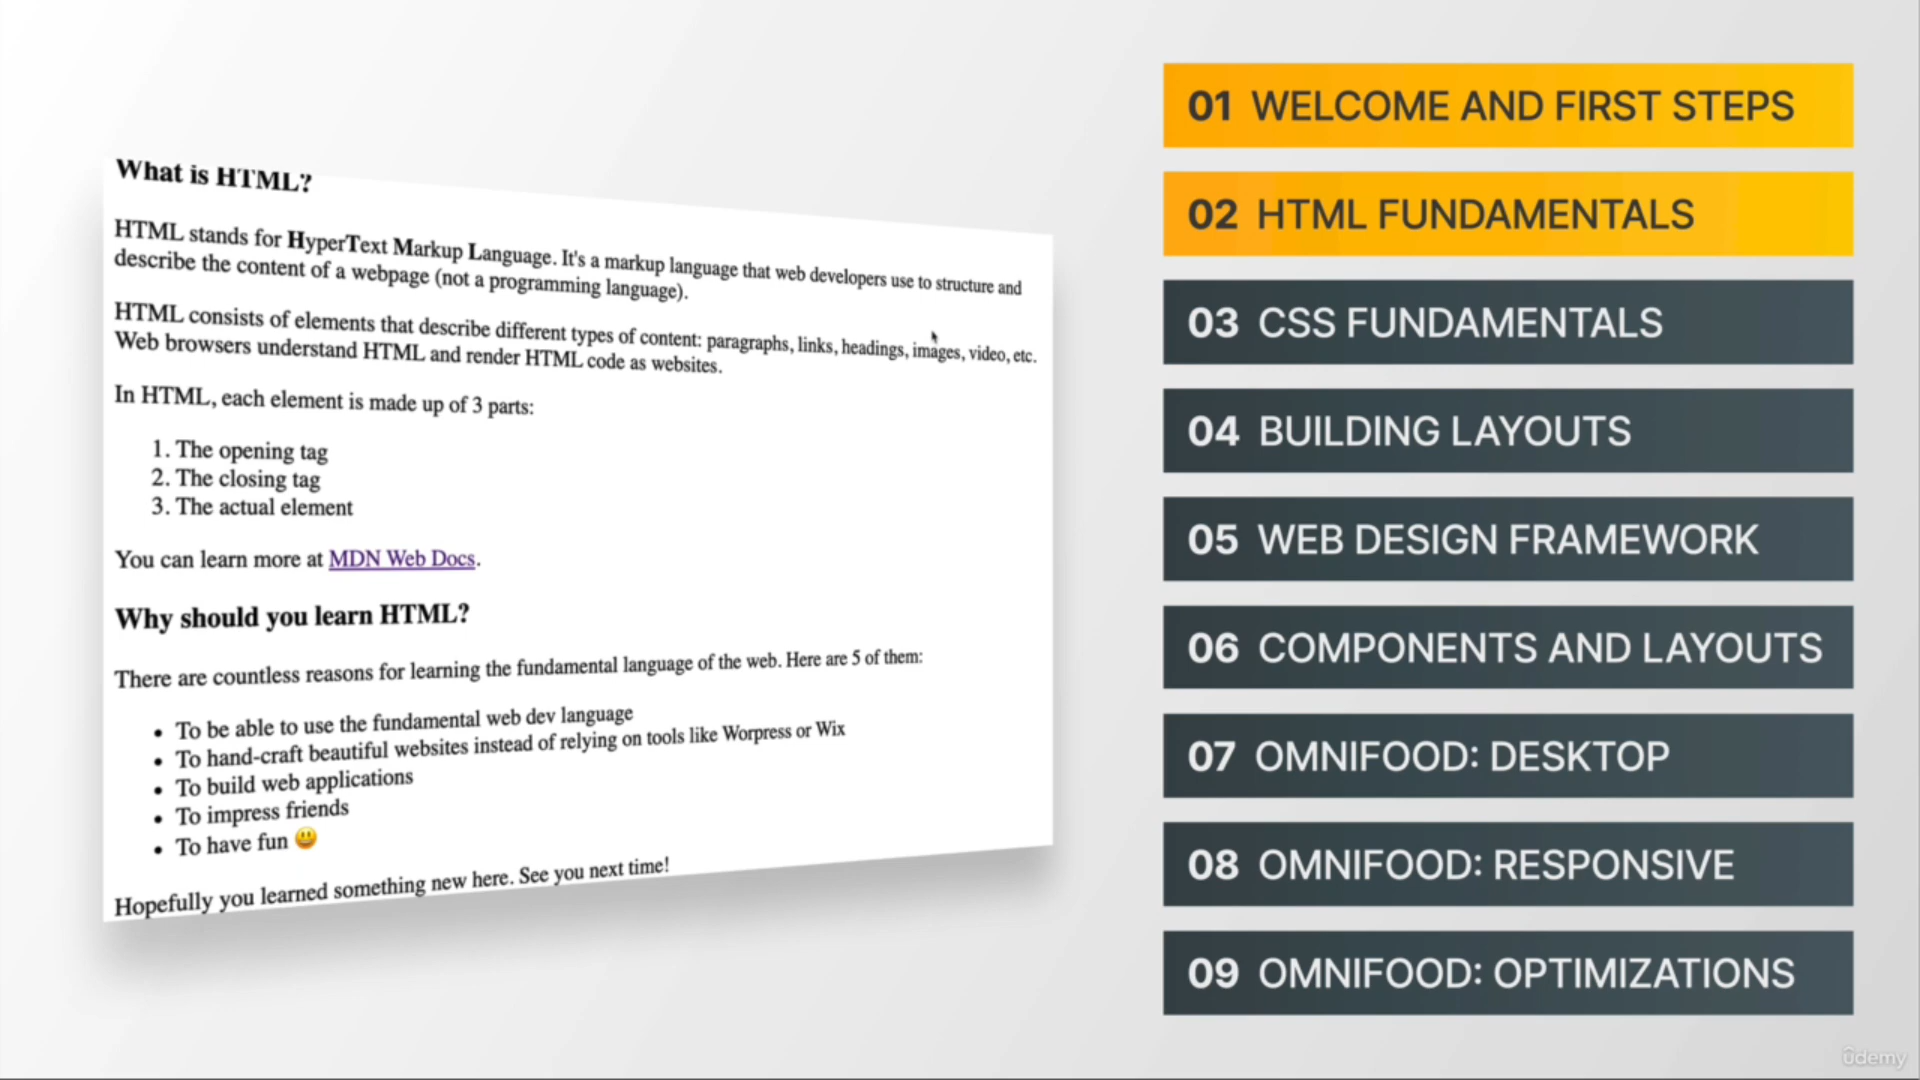 What is HTML?
HTML stands for HyperText Markup Language. It's a markup language that web developers use to structure and
describe the content of a webpage (not a programming language).
HTML consists of elements that describe different types of content: paragraphs, links, headings, images, video, etc.
Web browsers understand HTML and render HTML code as websites.
In HTML, each element is made up of 3 parts:
1. The opening tag
2. The closing tag
3. The actual element
You can learn more at MDN Web Docs.
Why should you learn HTML?
There are countless reasons for learning the fundamental language of the web. Here are 5 of them:
• To be able to use the fundamental web dev language
• To hand-craft beautiful websites instead of relying on tools like Worpress or Wix
• To build web applications
• To impress friends
• To have fun 😃
Hopefully you learned something new here. See you next time!
01 WELCOME AND FIRST STEPS
02 HTML FUNDAMENTALS
03 CSS FUNDAMENTALS
04 BUILDING LAYOUTS
05 WEB DESIGN FRAMEWORK
06 COMPONENTS AND LAYOUTS
07 OMNIFOOD: DESKTOP
08 OMNIFOOD: RESPONSIVE
09 OMNIFOOD: OPTIMIZATIONS
ûdemy